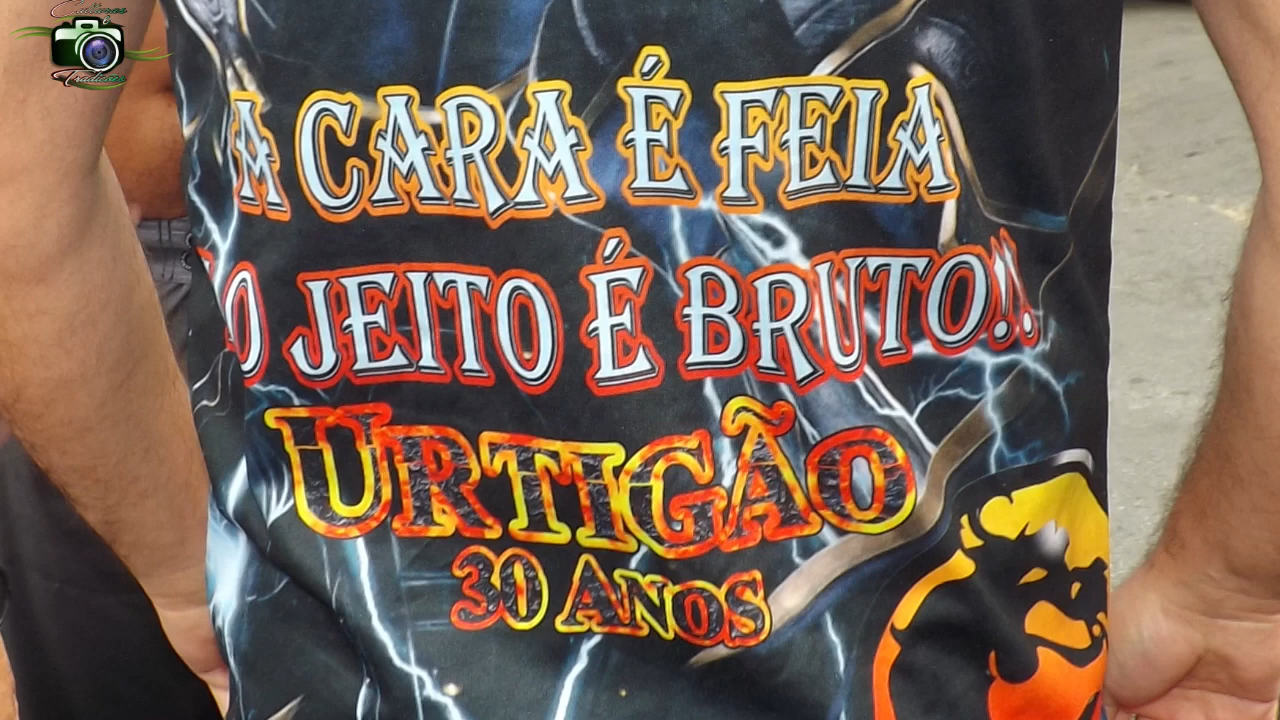 A CARA É FEIA
O JEITO É BRUTO!!
URTIGÃO
30 ANOS